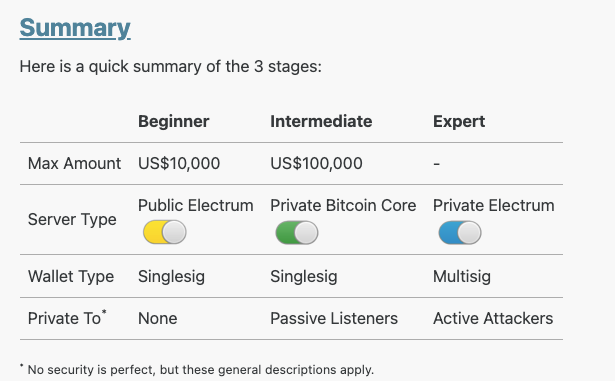 Summary
Here is a quick summary of the 3 stages:
Beginner Intermediate Expert
Max Amount US$10,000 US$100,000 -
Public Electrum Private Bitcoin Core Private Electrum
Server Type
Wallet Type Singlesig Singlesig Multisig
Private To* None Passive Listeners Active Attackers
* No security is perfect, but these general descriptions apply.